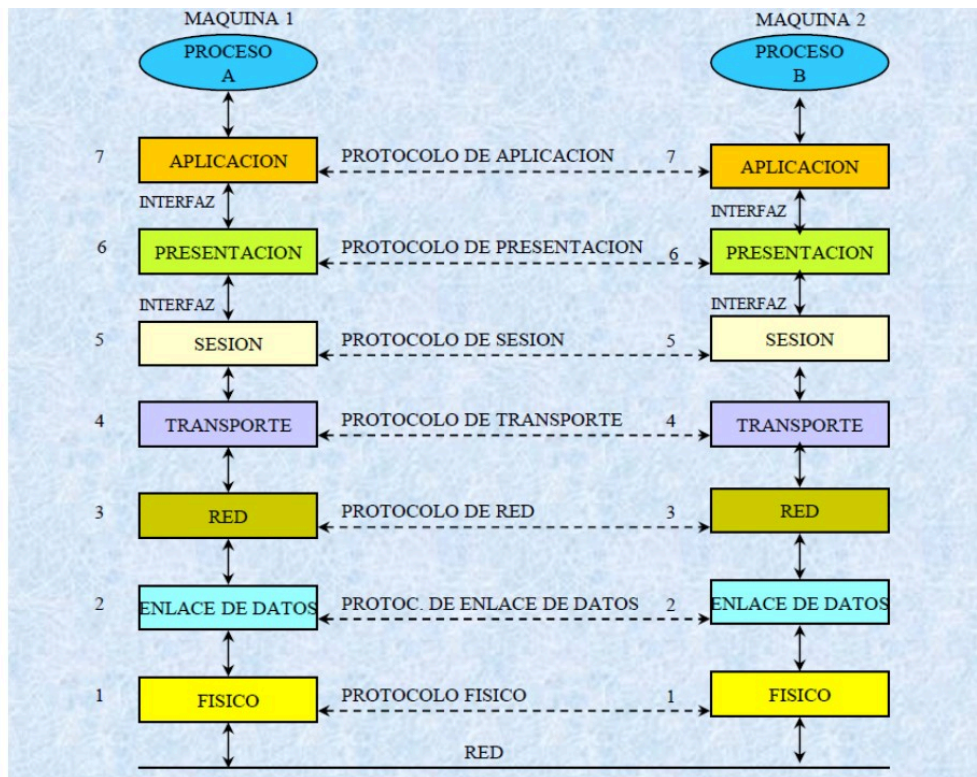 MAQUINA 1
MAQUINA 2
PROCESO
A
PROCESO
B
7
APLICACION
PROTOCOLO DE APLICACION
7
APLICACION
INTERFAZ
INTERFAZ
6
PRESENTACION
PROTOCOLO DE PRESENTACION
6
PRESENTACION
INTERFAZ
INTERFAZ
5
SESION
PROTOCOLO DE SESION
5
SESION
4
TRANSPORTE
PROTOCOLO DE TRANSPORTE
4
TRANSPORTE
3
RED
PROTOCOLO DE RED
3
RED
2
ENLACE DE DATOS
PROTOC. DE ENLACE DE DATOS
2
ENLACE DE DATOS
1
FISICO
PROTOCOLO FISICO
1
FISICO
RED